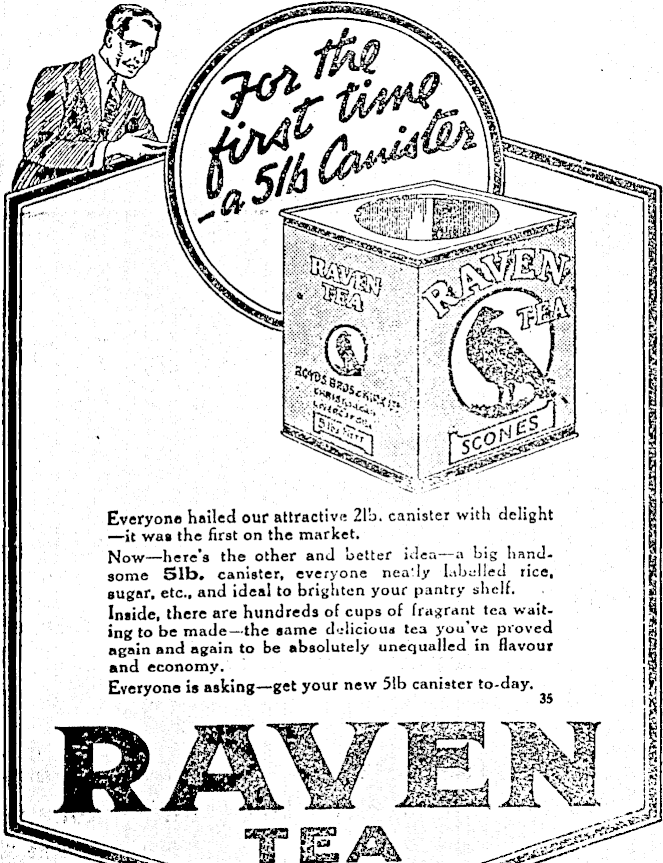 For the
first time
-a 5lb Canister
RAVEN
TEA
RAVEN
TEA
ROYDS BROS & KIRK LTD
SCONES
Everyone hailed our attractive 2lb. canister with delight
—it was the first on the market.
Now—here's the other and better idea—a big hand-
some 5lb. canister, everyone neatly labelled rice,
sugar, etc., and ideal to brighten your pantry shelf.
Inside, there are hundreds of cups of fragrant tea wait-
ing to be made—the same delicious tea you've proved
again and again to be absolutely unequalled in flavour
and economy.
Everyone is asking—get your new 5lb canister to-day.
35
RAVEN
TEA